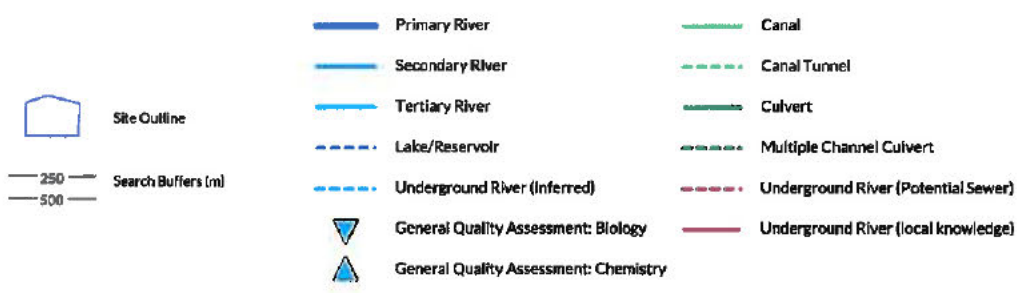 Site Outline
250
500
Search Buffers (m)
Primary River
Secondary River
Tertiary River
Lake/Reservoir
Underground River (Inferred)
General Quality Assessment: Biology
General Quality Assessment: Chemistry
Canal
Canal Tunnel
Culvert
Multiple Channel Culvert
Underground River (Potential Sewer)
Underground River (local knowledge)